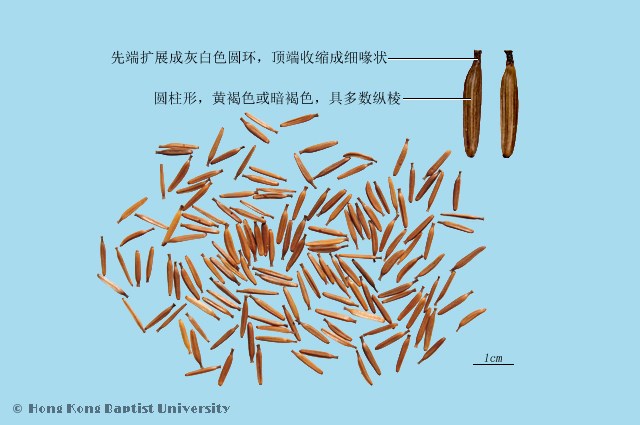 先端扩展成灰白色圆环，顶端收缩成细喙状
圆柱形，黄褐色或暗褐色，具多数纵棱
1cm
© Hong Kong Baptist University